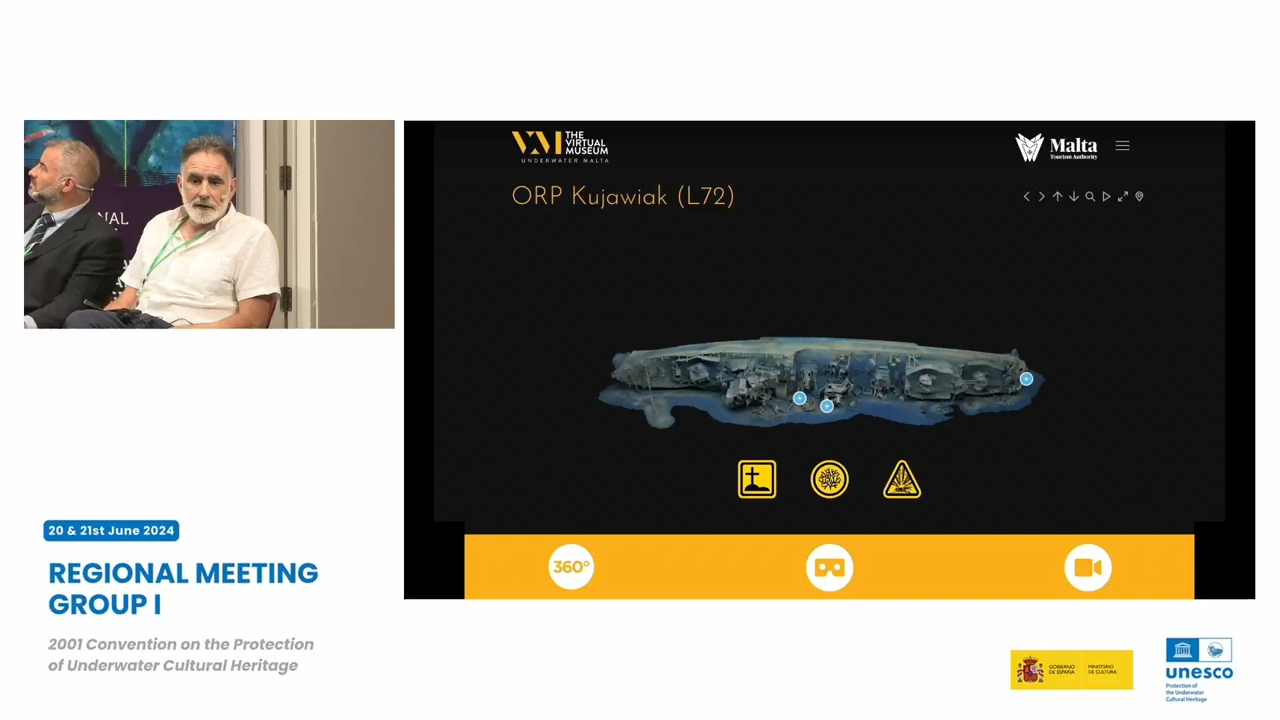 NAL
THE
VIRTUAL
MUSEUM
UNDERWATER MALTA
Malta
Tourism Authority
ORP Kujawiak (L72)
360°
20 & 21st June 2024
REGIONAL MEETING
GROUP I
2001 Convention on the Protection
of Underwater Cultural Heritage
GOBIERNO
DE ESPAÑA
MINISTERIO
DE CULTURA
unesco
Protection of
the Underwater
Cultural Heritage